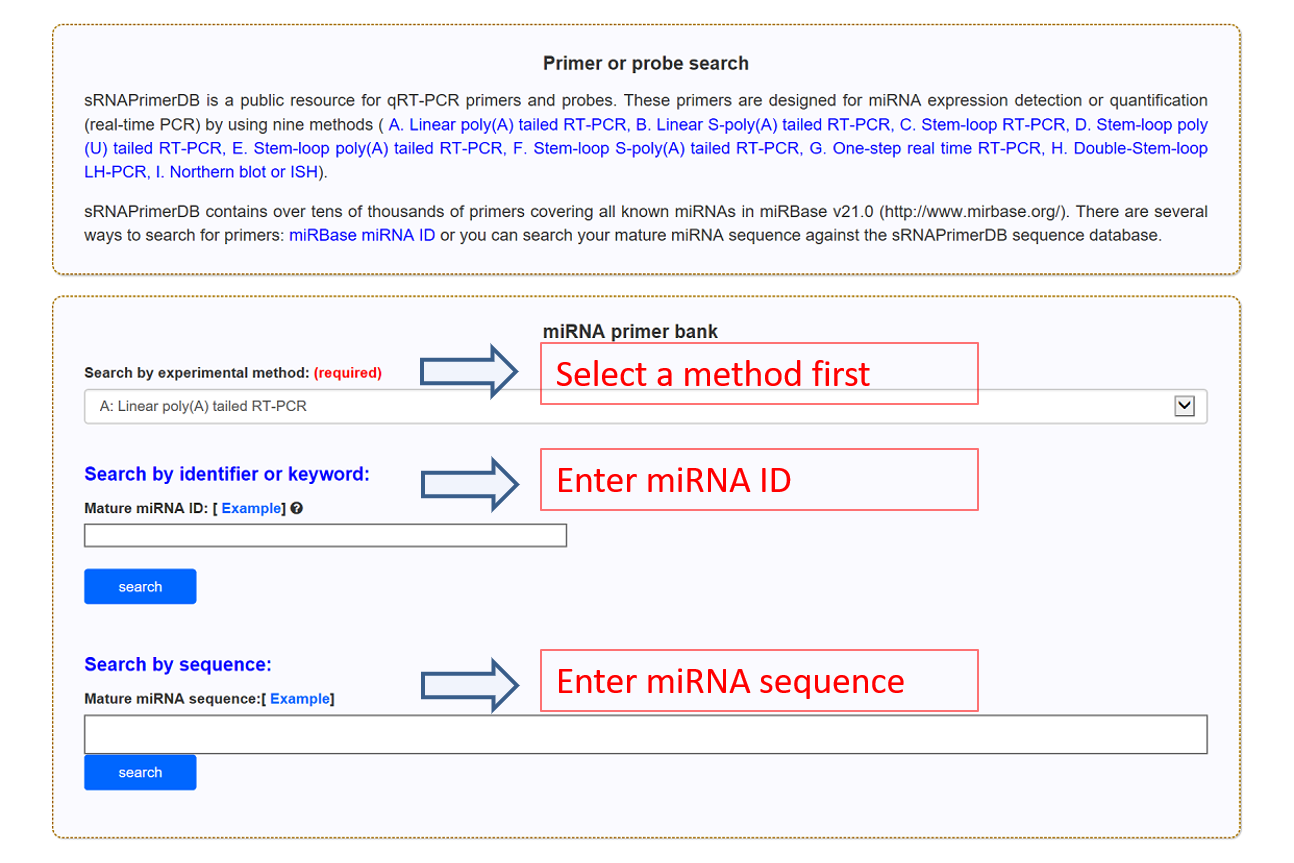 Primer or probe search
sRNAPrimerDB is a public resource for qRT-PCR primers and probes. These primers are designed for miRNA expression detection or quantification
(real-time PCR) by using nine methods ( A. Linear poly(A) tailed RT-PCR, B. Linear S-poly(A) tailed RT-PCR, C. Stem-loop RT-PCR, D. Stem-loop poly
(U) tailed RT-PCR, E. Stem-loop poly(A) tailed RT-PCR, F. Stem-loop S-poly(A) tailed RT-PCR, G. One-step real time RT-PCR, H. Double-Stem-loop
LH-PCR, I. Northern blot or ISH).
sRNAPrimerDB contains over tens of thousands of primers covering all known miRNAs in miRBase v21.0 (http://www.mirbase.org/). There are several
ways to search for primers: miRBase miRNA ID or you can search your mature miRNA sequence against the sRNAPrimerDB sequence database.
miRNA primer bank
Search by experimental method: (required)
Select a method first
A: Linear poly(A) tailed RT-PCR
Search by identifier or keyword:
Enter miRNA ID
Mature miRNA ID: [ Example] ?
search
Search by sequence:
Enter miRNA sequence
Mature miRNA sequence:[ Example]
search